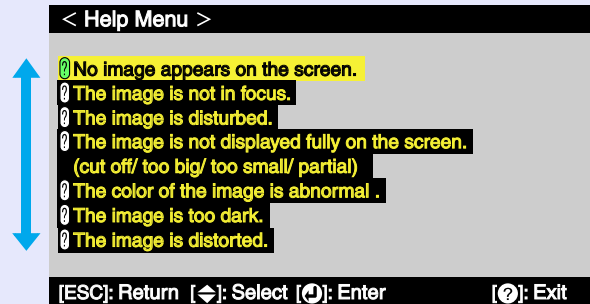 < Help Menu >
? No image appears on the screen.
? The image is not in focus.
? The image is disturbed.
? The image is not displayed fully on the screen.
(cut off/ too big/ too small/ partial)
? The color of the image is abnormal .
? The image is too dark.
? The image is distorted.
[ESC]: Return [◆]: Select [↵]: Enter [?]: Exit